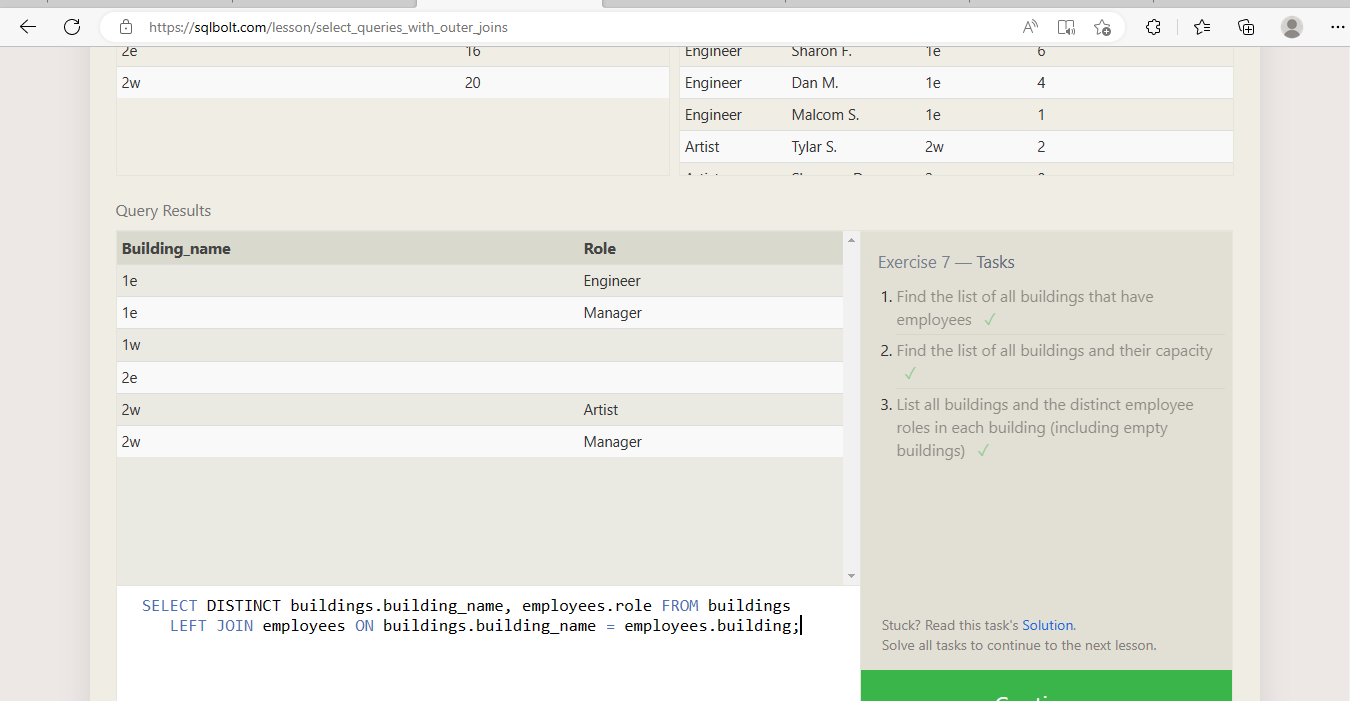 https://sqlbolt.com/lesson/select_queries_with_outer_joins
2e 16
2w 20
Engineer Sharon F. 1e 6
Engineer Dan M. 1e 4
Engineer Malcom S. 1e 1
Artist Tylar S. 2w 2
Query Results
Building_name Role
1e Engineer
1e Manager
1w
2e
2w Artist
2w Manager
Exercise 7 — Tasks
1. Find the list of all buildings that have
employees ✓
2. Find the list of all buildings and their capacity
✓
3. List all buildings and the distinct employee
roles in each building (including empty
buildings) ✓
SELECT DISTINCT buildings.building_name, employees.role FROM buildings
LEFT JOIN employees ON buildings.building_name = employees.building;
Stuck? Read this task's Solution.
Solve all tasks to continue to the next lesson.